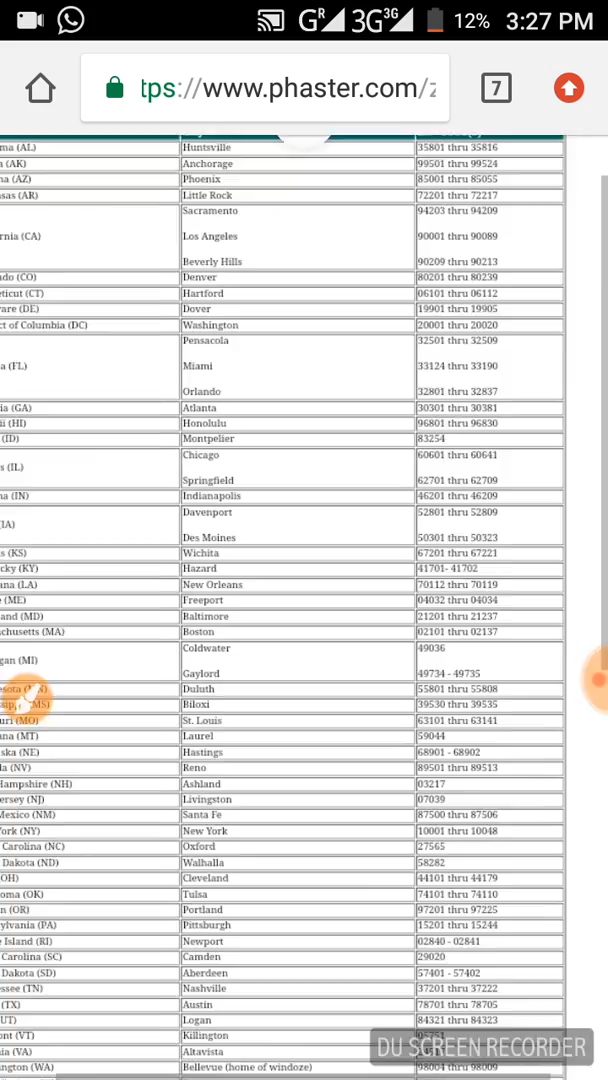 GR 3G3G 12% 3:27 PM
tps://www.phaster.com/z 7
ma (AL) Huntsville 35801 thru 35816
a (AK) Anchorage 99501 thru 99524
na (AZ) Phoenix 85001 thru 85055
sas (AR) Little Rock 72201 thru 72217
Sacramento 94203 thru 94209
rnia (CA) Los Angeles 90001 thru 90089
Beverly Hills 90209 thru 90213
do (CO) Denver 80201 thru 80239
ticut (CT) Hartford 06101 thru 06112
are (DE) Dover 19901 thru 19905
ct of Columbia (DC) Washington 20001 thru 20020
Pensacola 32501 thru 32509
a (FL) Miami 33124 thru 33190
Orlando 32801 thru 32837
ia (GA) Atlanta 30301 thru 30381
ii (HI) Honolulu 96801 thru 96830
(ID) Montpelier 83254
Chicago 60601 thru 60641
s (IL)
Springfield 62701 thru 62709
na (IN) Indianapolis 46201 thru 46209
Davenport 52801 thru 52809
(IA)
Des Moines 50301 thru 50323
s (KS) Wichita 67201 thru 67221
cky (KY) Hazard 41701- 41702
ana (LA) New Orleans 70112 thru 70119
(ME) Freeport 04032 thru 04034
and (MD) Baltimore 21201 thru 21237
chusetts (MA) Boston 02101 thru 02137
Coldwater 49036
gan (MI)
Gaylord 49734 - 49735
esota Duluth 55801 thru 55808
MS) Biloxi 39530 thru 39535
uri (MO) St. Louis 63101 thru 63141
ana (MT) Laurel 59044
ska (NE) Hastings 68901 - 68902
la (NV) Reno 89501 thru 89513
Hampshire (NH) Ashland 03217
ersey (NJ) Livingston 07039
Mexico (NM) Santa Fe 87500 thru 87506
ork (NY) New York 10001 thru 10048
Carolina (NC) Oxford 27565
Dakota (ND) Walhalla 58282
OH) Cleveland 44101 thru 44179
oma (OK) Tulsa 74101 thru 74110
n (OR) Portland 97201 thru 97225
ylvania (PA) Pittsburgh 15201 thru 15244
e Island (RI) Newport 02840 - 02841
Carolina (SC) Camden 29020
Dakota (SD) Aberdeen 57401 - 57402
ssee (TN) Nashville 37201 thru 37222
(TX) Austin 78701 thru 78705
UT) Logan 84321 thru 84323
ont (VT) Killington 05751
ia (VA) Altavista
ngton (WA) Bellevue (home of windoze) 98004 thru 98009
DU SCREEN RECORDER